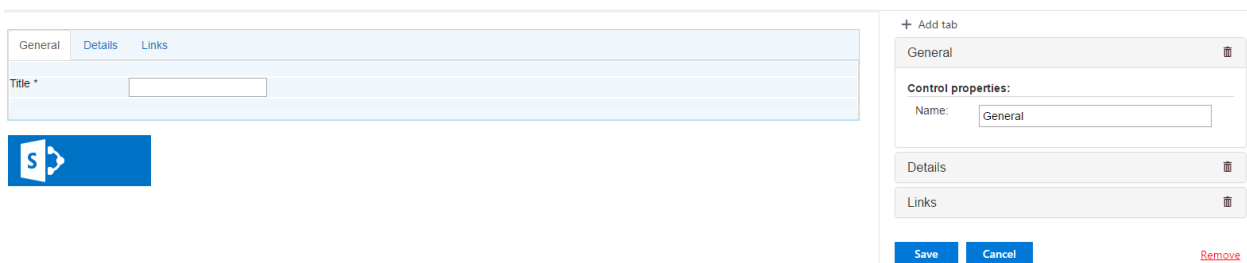 General Details Links
Title *
S
+ Add tab
General
Control properties:
Name: General
Details
Links
Save Cancel Remove